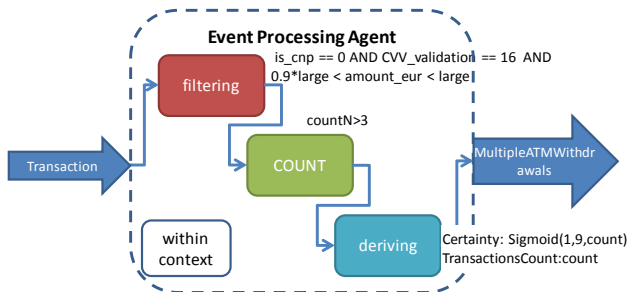 Event Processing Agent
is_cnp == 0 AND CVV_validation == 16 AND
0.9*large < amount_eur < large
filtering
countN>3
Transaction
COUNT
MultipleATMWithdr
awals
within
context
deriving
Certainty: Sigmoid(1,9,count)
TransactionsCount:count